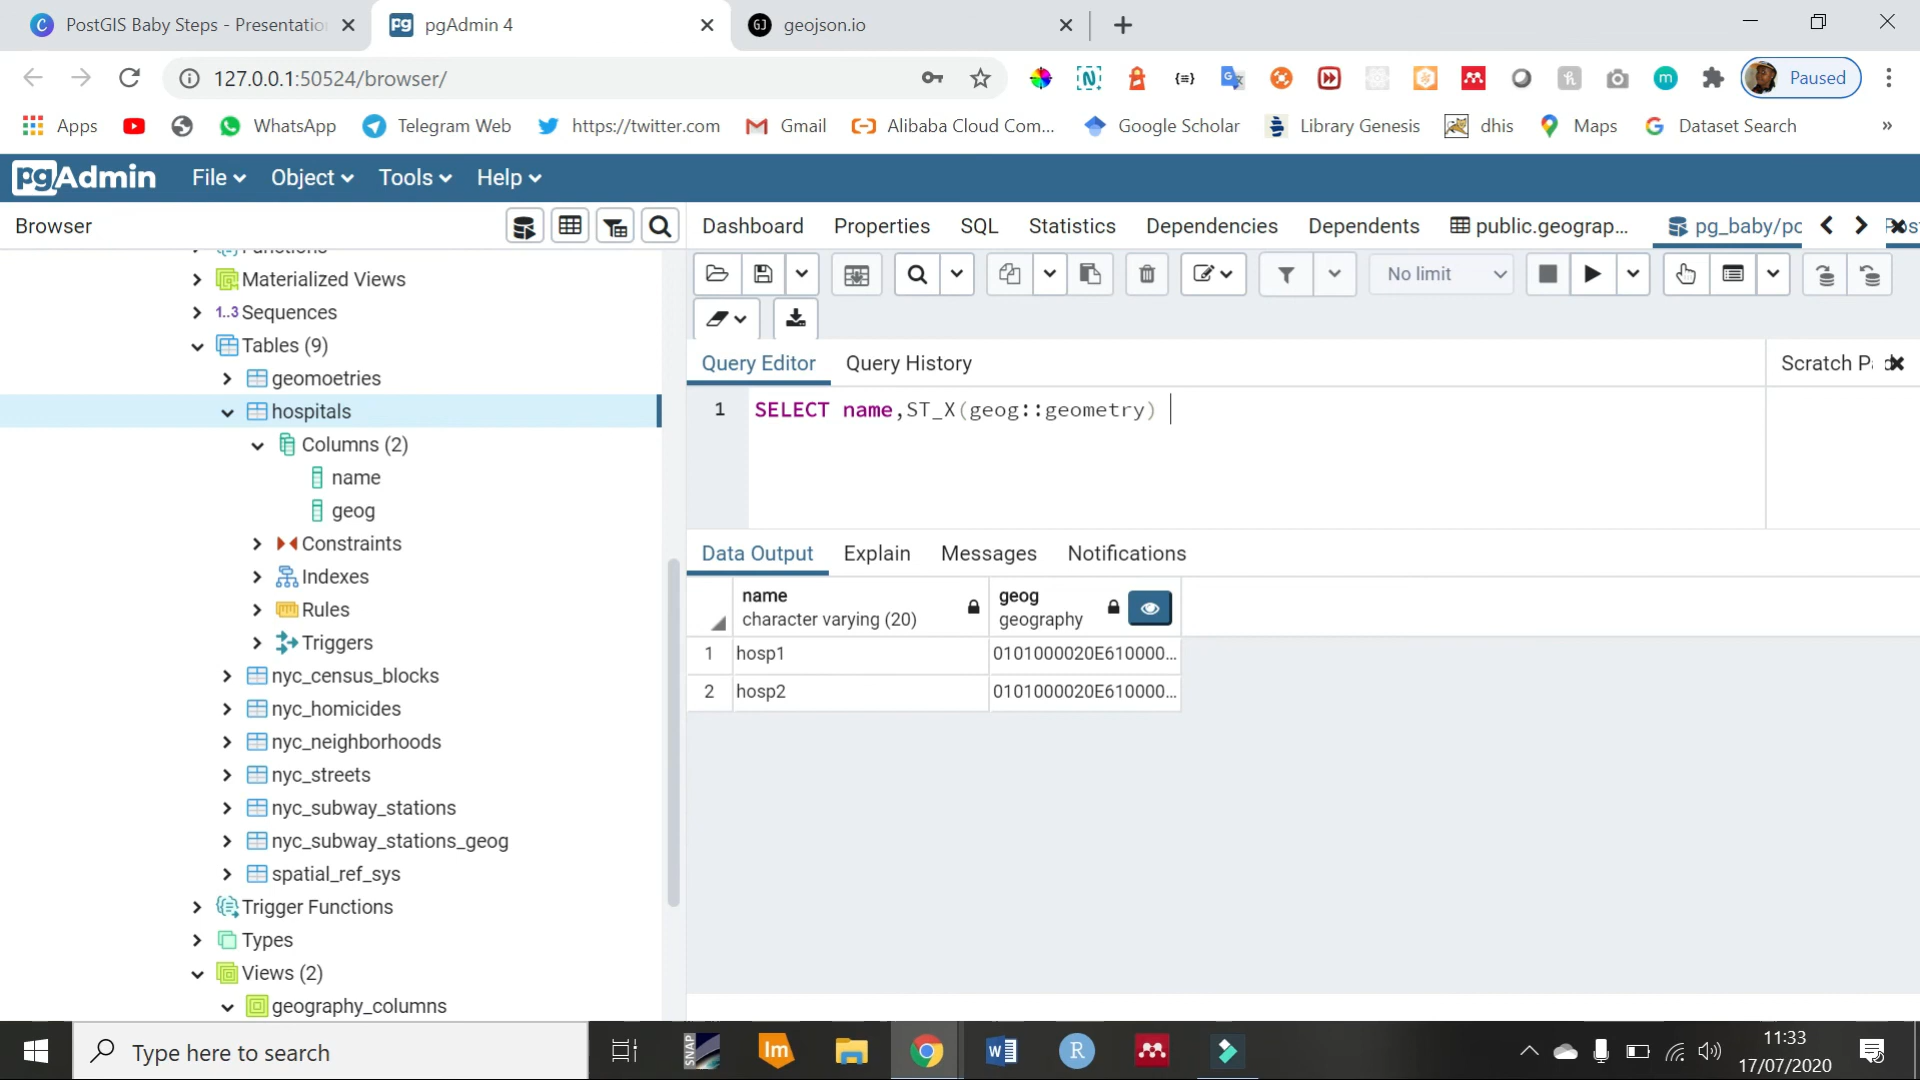 PostGIS Baby Steps - Presentatio
pgAdmin 4
geojson.io
127.0.0.1:50524/browser/
Paused
Apps
WhatsApp
Telegram Web
https://twitter.com
Gmail
Alibaba Cloud Com...
Google Scholar
Library Genesis
dhis
Maps
Dataset Search
»
pgAdmin
File
Object
Tools
Help
Browser
Dashboard
Properties
SQL
Statistics
Dependencies
Dependents
public.geograp...
pg_baby/pc
No limit
Materialized Views
1..3 Sequences
Tables (9)
geomoetries
hospitals
Columns (2)
name
geog
Constraints
Indexes
Rules
Triggers
nyc_census_blocks
nyc_homicides
nyc_neighborhoods
nyc_streets
nyc_subway_stations
nyc_subway_stations_geog
spatial_ref_sys
Trigger Functions
Types
Views (2)
geography_columns
Query Editor
Query History
Scratch P
1 SELECT name,ST_X(geog::geometry)
Data Output
Explain
Messages
Notifications
name
character varying (20)
geog
geography
1 hosp1 0101000020E610000...
2 hosp2 0101000020E610000...
Type here to search
SNAP
Im
11:33
17/07/2020